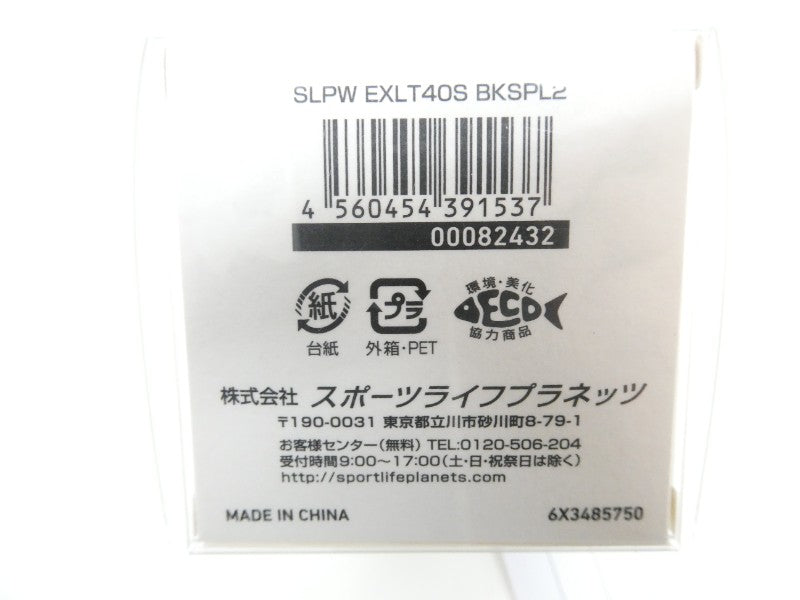 SLPW EXLT40S BKSPL2
4 560454 391537
00082432
紙
プラ
環境・美化
DECO
協力商品
台紙
外箱・PET
株式会社 スポーツライフプラネッツ
〒190-0031 東京都立川市砂川町8-79-1
お客様センター(無料) TEL:0120-506-204
受付時間9:00～17:00(土・日・祝祭日は除く)
http://sportlifeplanets.com
MADE IN CHINA
6X3485750